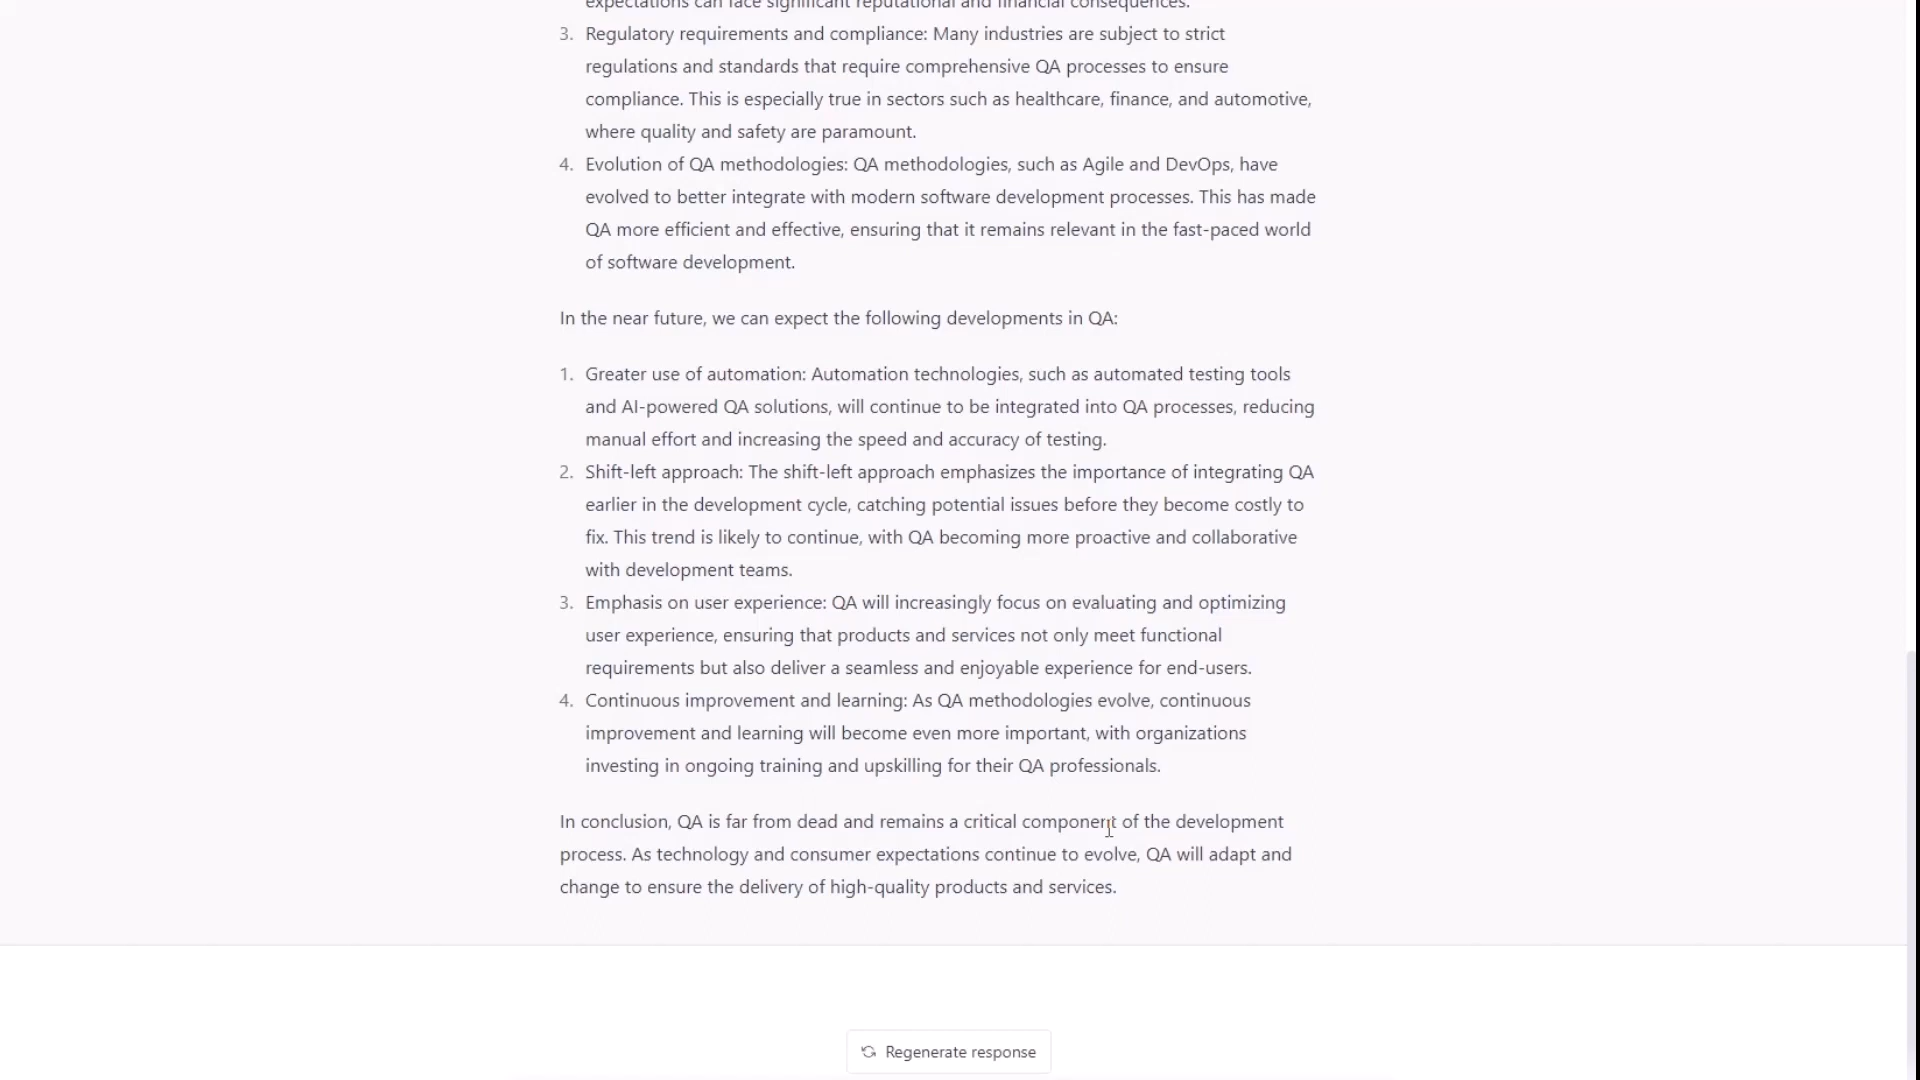 expectations can face significant reputational and financial consequences.
3. Regulatory requirements and compliance: Many industries are subject to strict
regulations and standards that require comprehensive QA processes to ensure
compliance. This is especially true in sectors such as healthcare, finance, and automotive,
where quality and safety are paramount.
4. Evolution of QA methodologies: QA methodologies, such as Agile and DevOps, have
evolved to better integrate with modern software development processes. This has made
QA more efficient and effective, ensuring that it remains relevant in the fast-paced world
of software development.
In the near future, we can expect the following developments in QA:
1. Greater use of automation: Automation technologies, such as automated testing tools
and AI-powered QA solutions, will continue to be integrated into QA processes, reducing
manual effort and increasing the speed and accuracy of testing.
2. Shift-left approach: The shift-left approach emphasizes the importance of integrating QA
earlier in the development cycle, catching potential issues before they become costly to
fix. This trend is likely to continue, with QA becoming more proactive and collaborative
with development teams.
3. Emphasis on user experience: QA will increasingly focus on evaluating and optimizing
user experience, ensuring that products and services not only meet functional
requirements but also deliver a seamless and enjoyable experience for end-users.
4. Continuous improvement and learning: As QA methodologies evolve, continuous
improvement and learning will become even more important, with organizations
investing in ongoing training and upskilling for their QA professionals.
In conclusion, QA is far from dead and remains a critical component of the development
process. As technology and consumer expectations continue to evolve, QA will adapt and
change to ensure the delivery of high-quality products and services.
Regenerate response